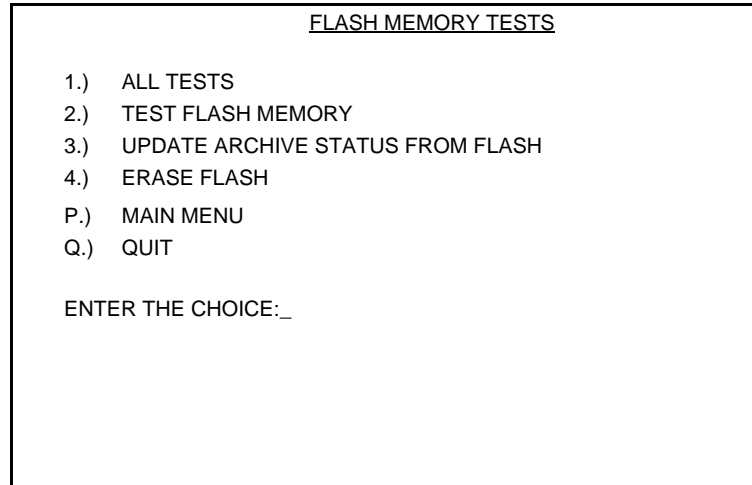 FLASH MEMORY TESTS
1.) ALL TESTS
2.) TEST FLASH MEMORY
3.) UPDATE ARCHIVE STATUS FROM FLASH
4.) ERASE FLASH
P.) MAIN MENU
Q.) QUIT
ENTER THE CHOICE:_